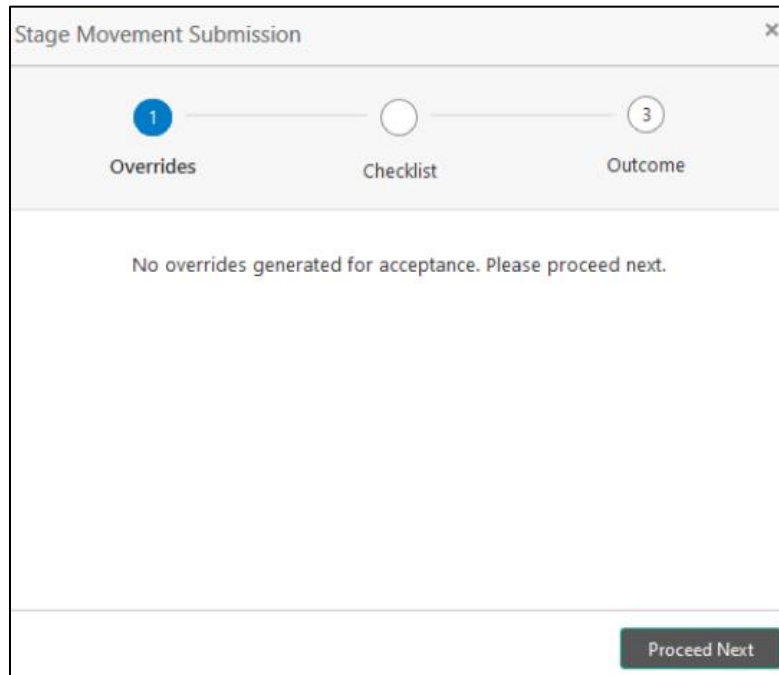 Stage Movement Submission
×
1
3
Overrides
Checklist
Outcome
No overrides generated for acceptance. Please proceed next.
Proceed Next